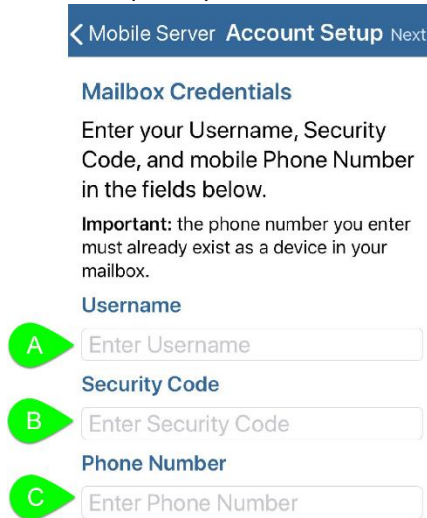 Mobile Server Account Setup Next
Mailbox Credentials
Enter your Username, Security
Code, and mobile Phone Number
in the fields below.
Important: the phone number you enter
must already exist as a device in your
mailbox.
Username
A Enter Username
Security Code
B Enter Security Code
Phone Number
C Enter Phone Number